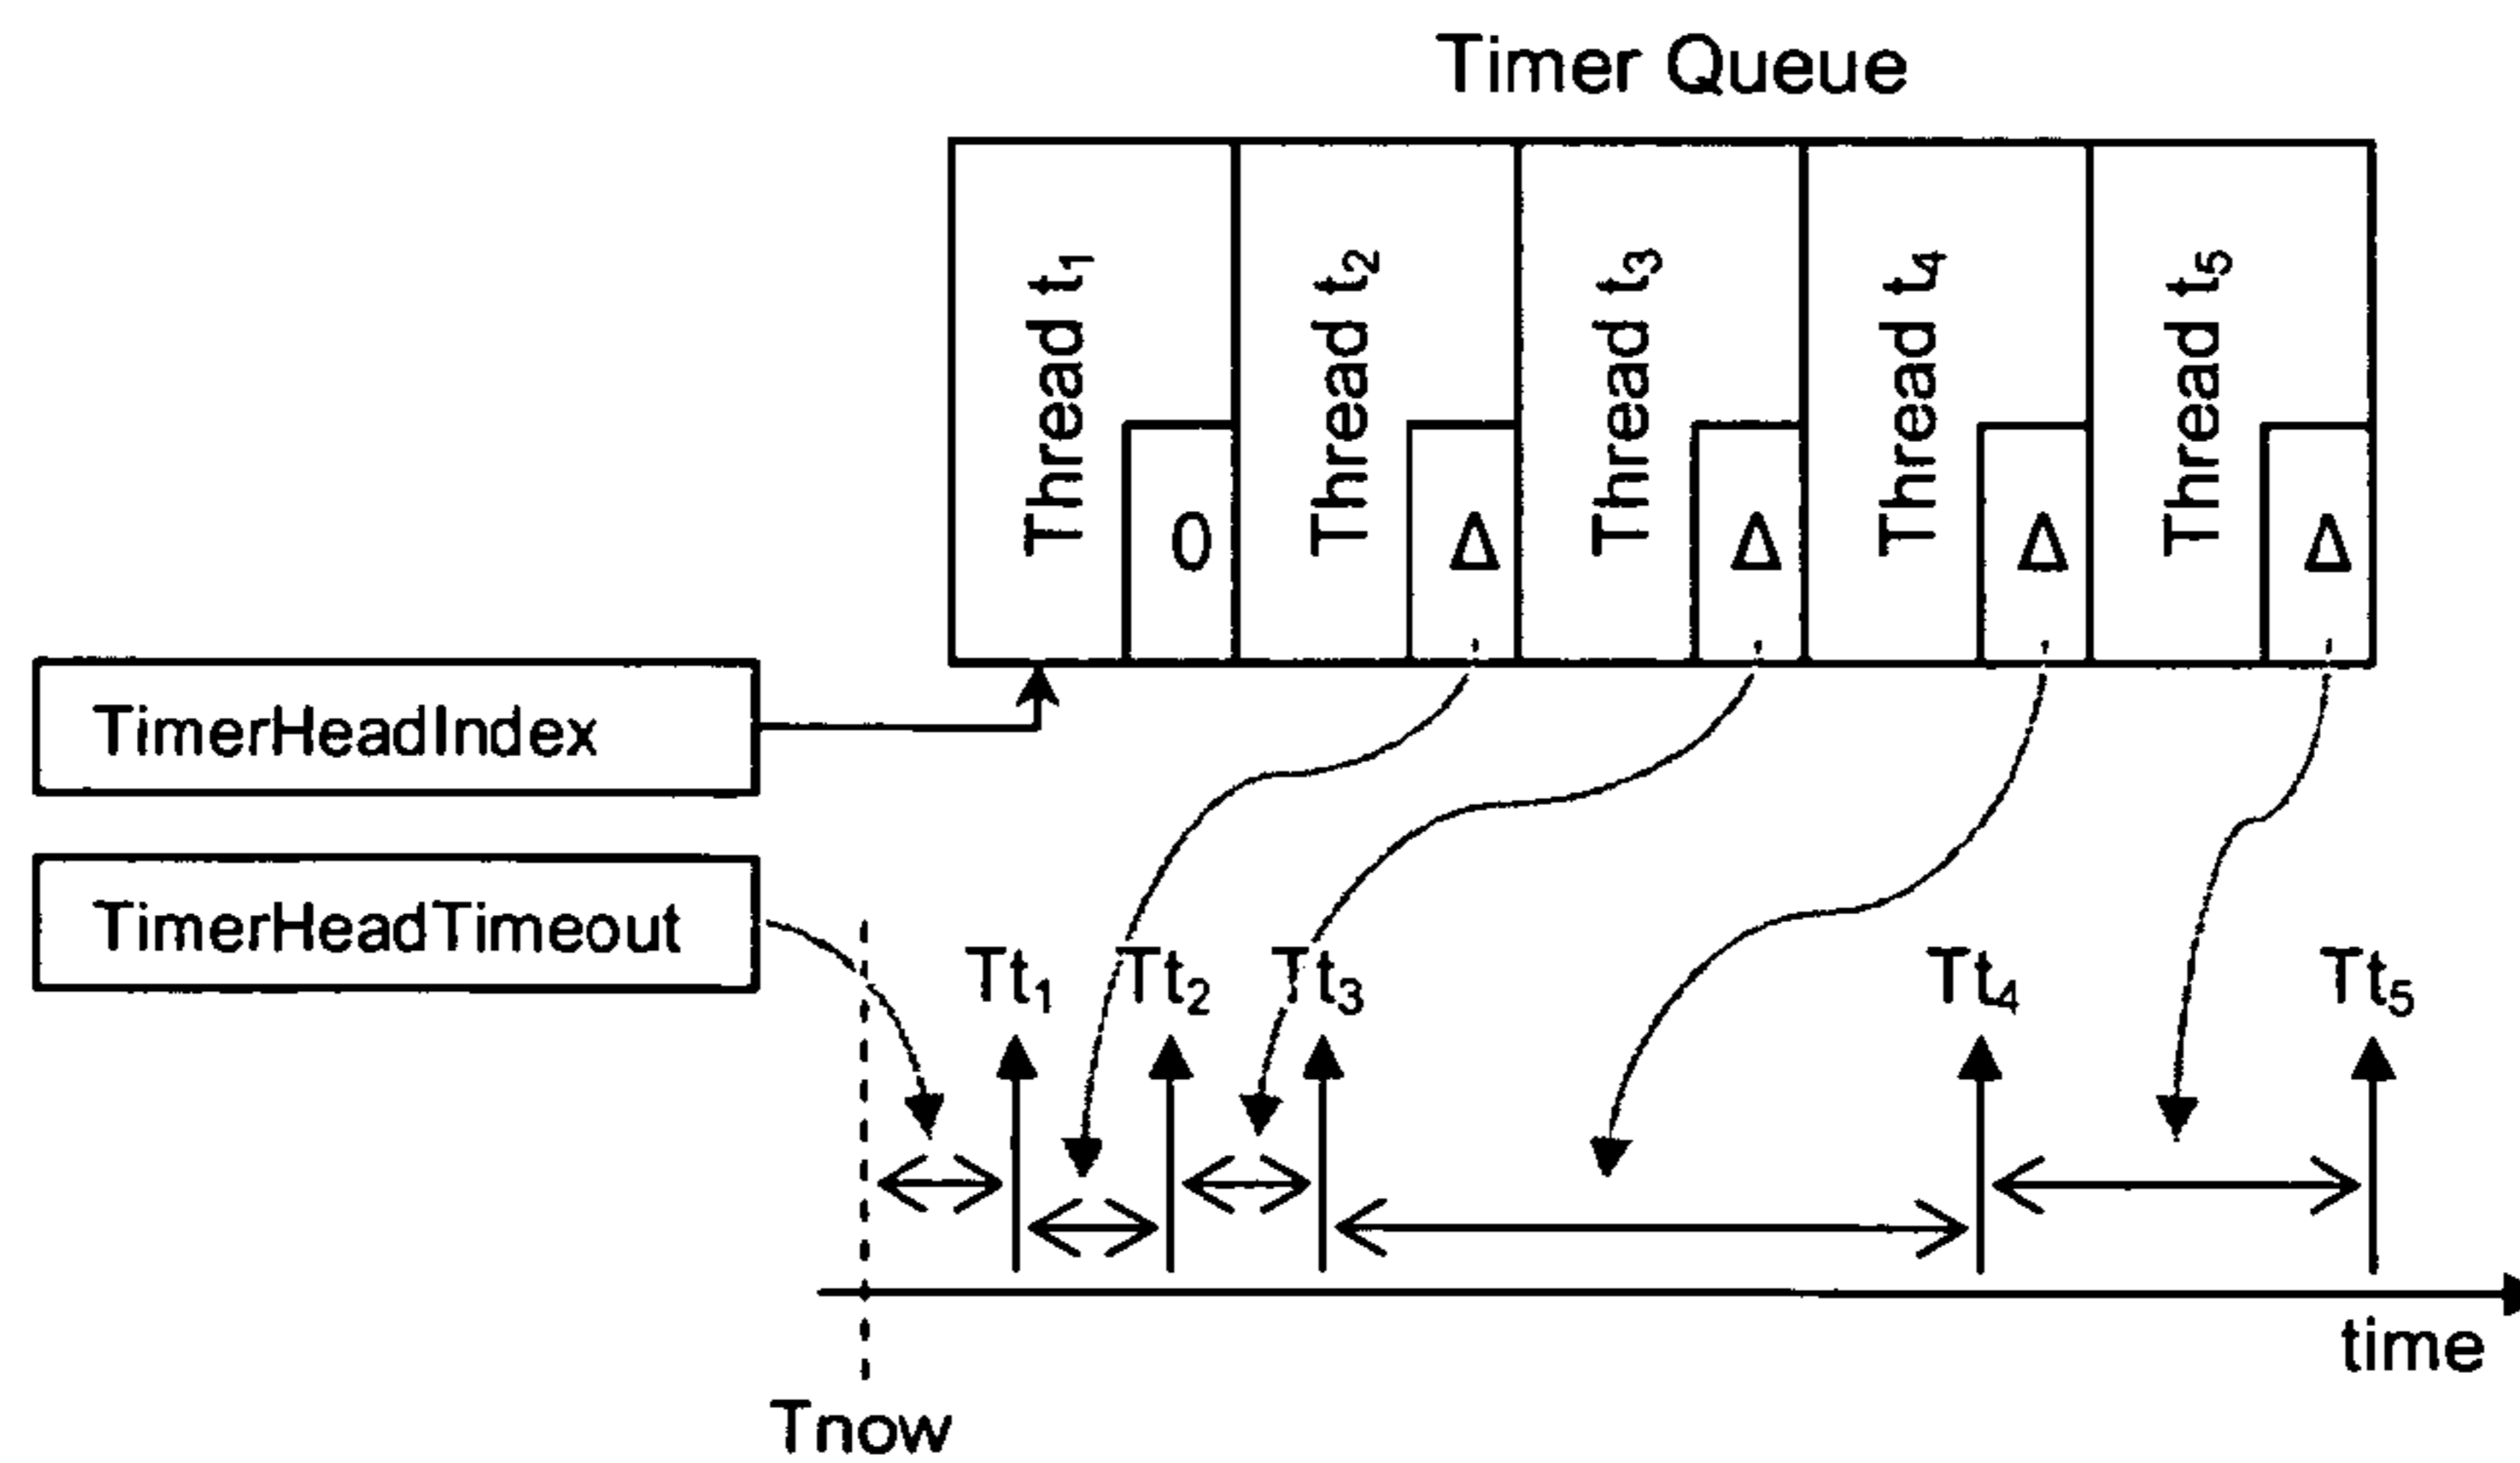 Timer Queue
Thread t₁
0
Thread t₂
Δ
Thread t₃
Δ
Thread t₄
Δ
Thread t₅
Δ
TimerHeadIndex
TimerHeadTimeout
Tt₁
Tt₂
Tt₃
Tt₄
Tt₅
time
Tnow